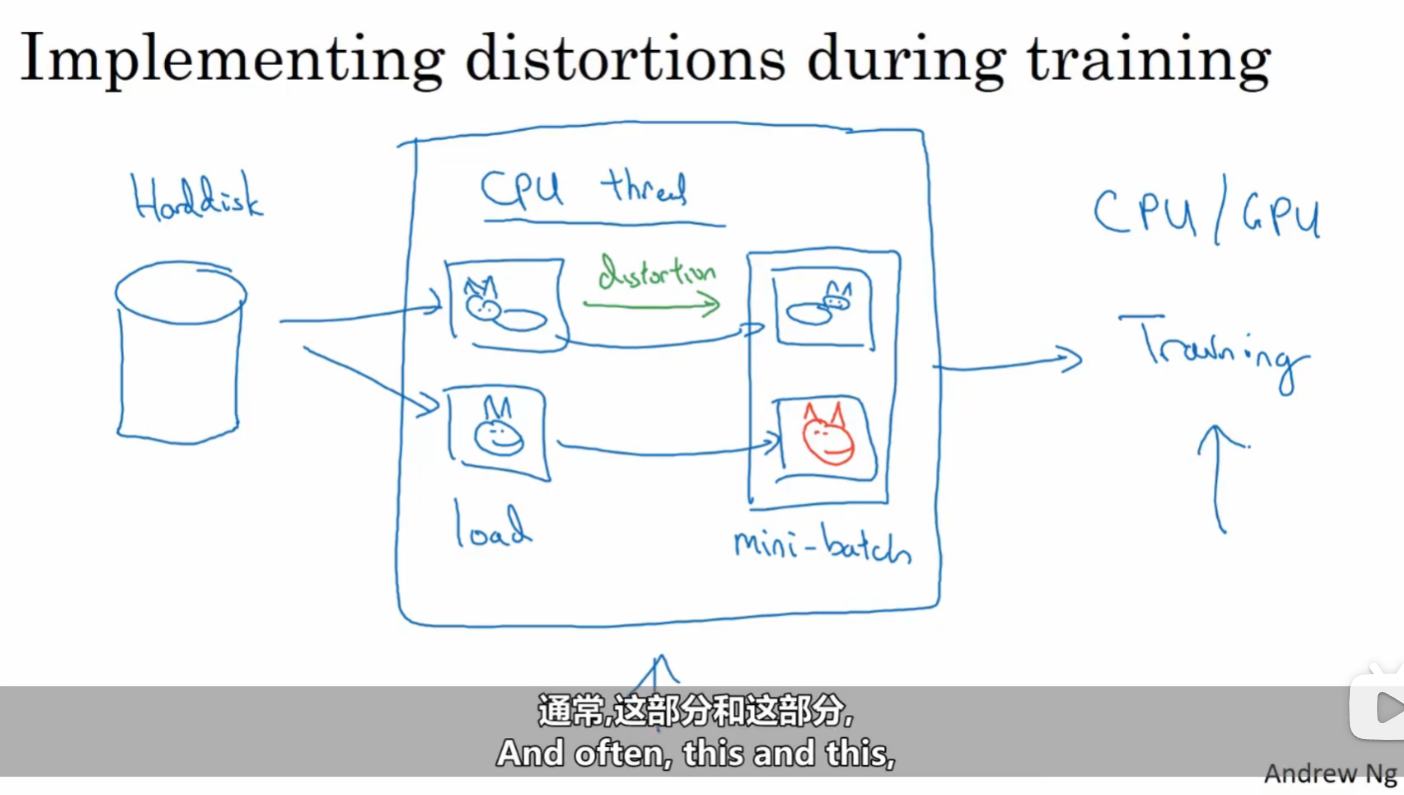 Implementing distortions during training
Harddisk
CPU thread
CPU/GPU
distortion
Training
load
mini-batch
通常,这部分和这部分,
And often, this and this,
Andrew Ng